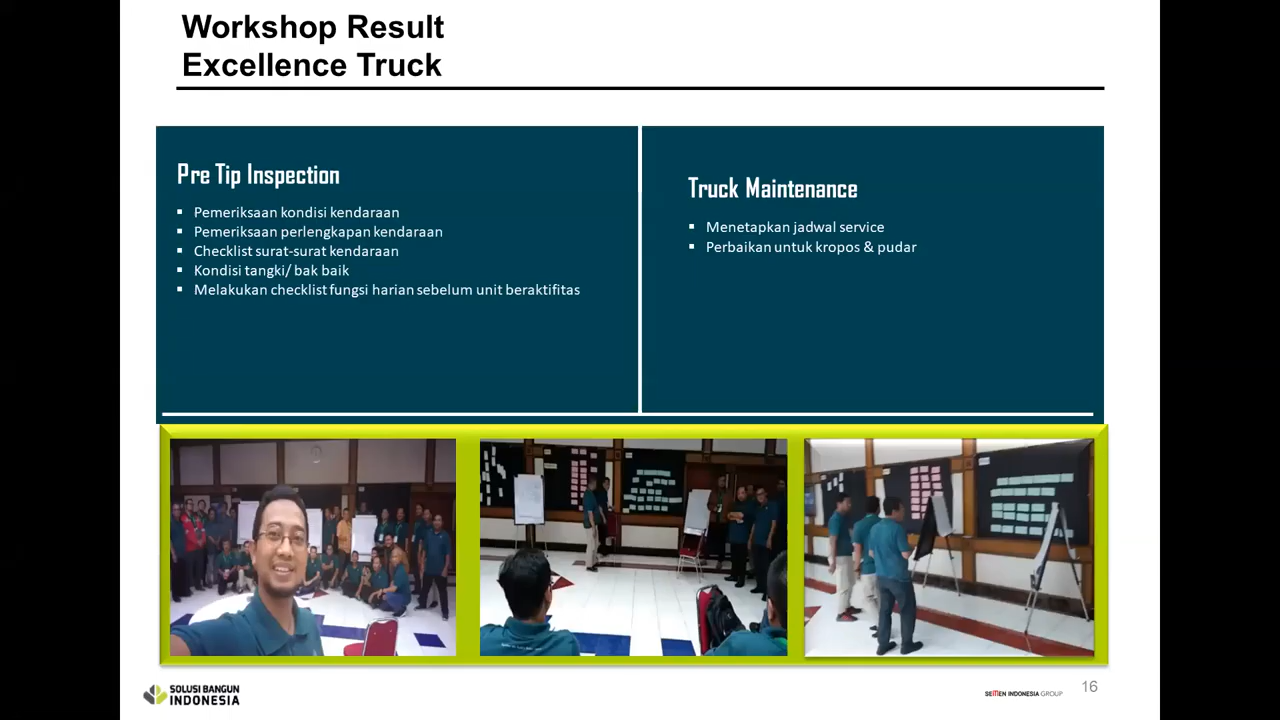 Workshop Result
Excellence Truck
Pre Tip Inspection
▪ Pemeriksaan kondisi kendaraan
▪ Pemeriksaan perlengkapan kendaraan
▪ Checklist surat-surat kendaraan
▪ Kondisi tangki/ bak baik
▪ Melakukan checklist fungsi harian sebelum unit beraktifitas
Truck Maintenance
▪ Menetapkan jadwal service
▪ Perbaikan untuk kropos & pudar
SOLUSI BANGUN
INDONESIA
SEMEN INDONESIA GROUP
16